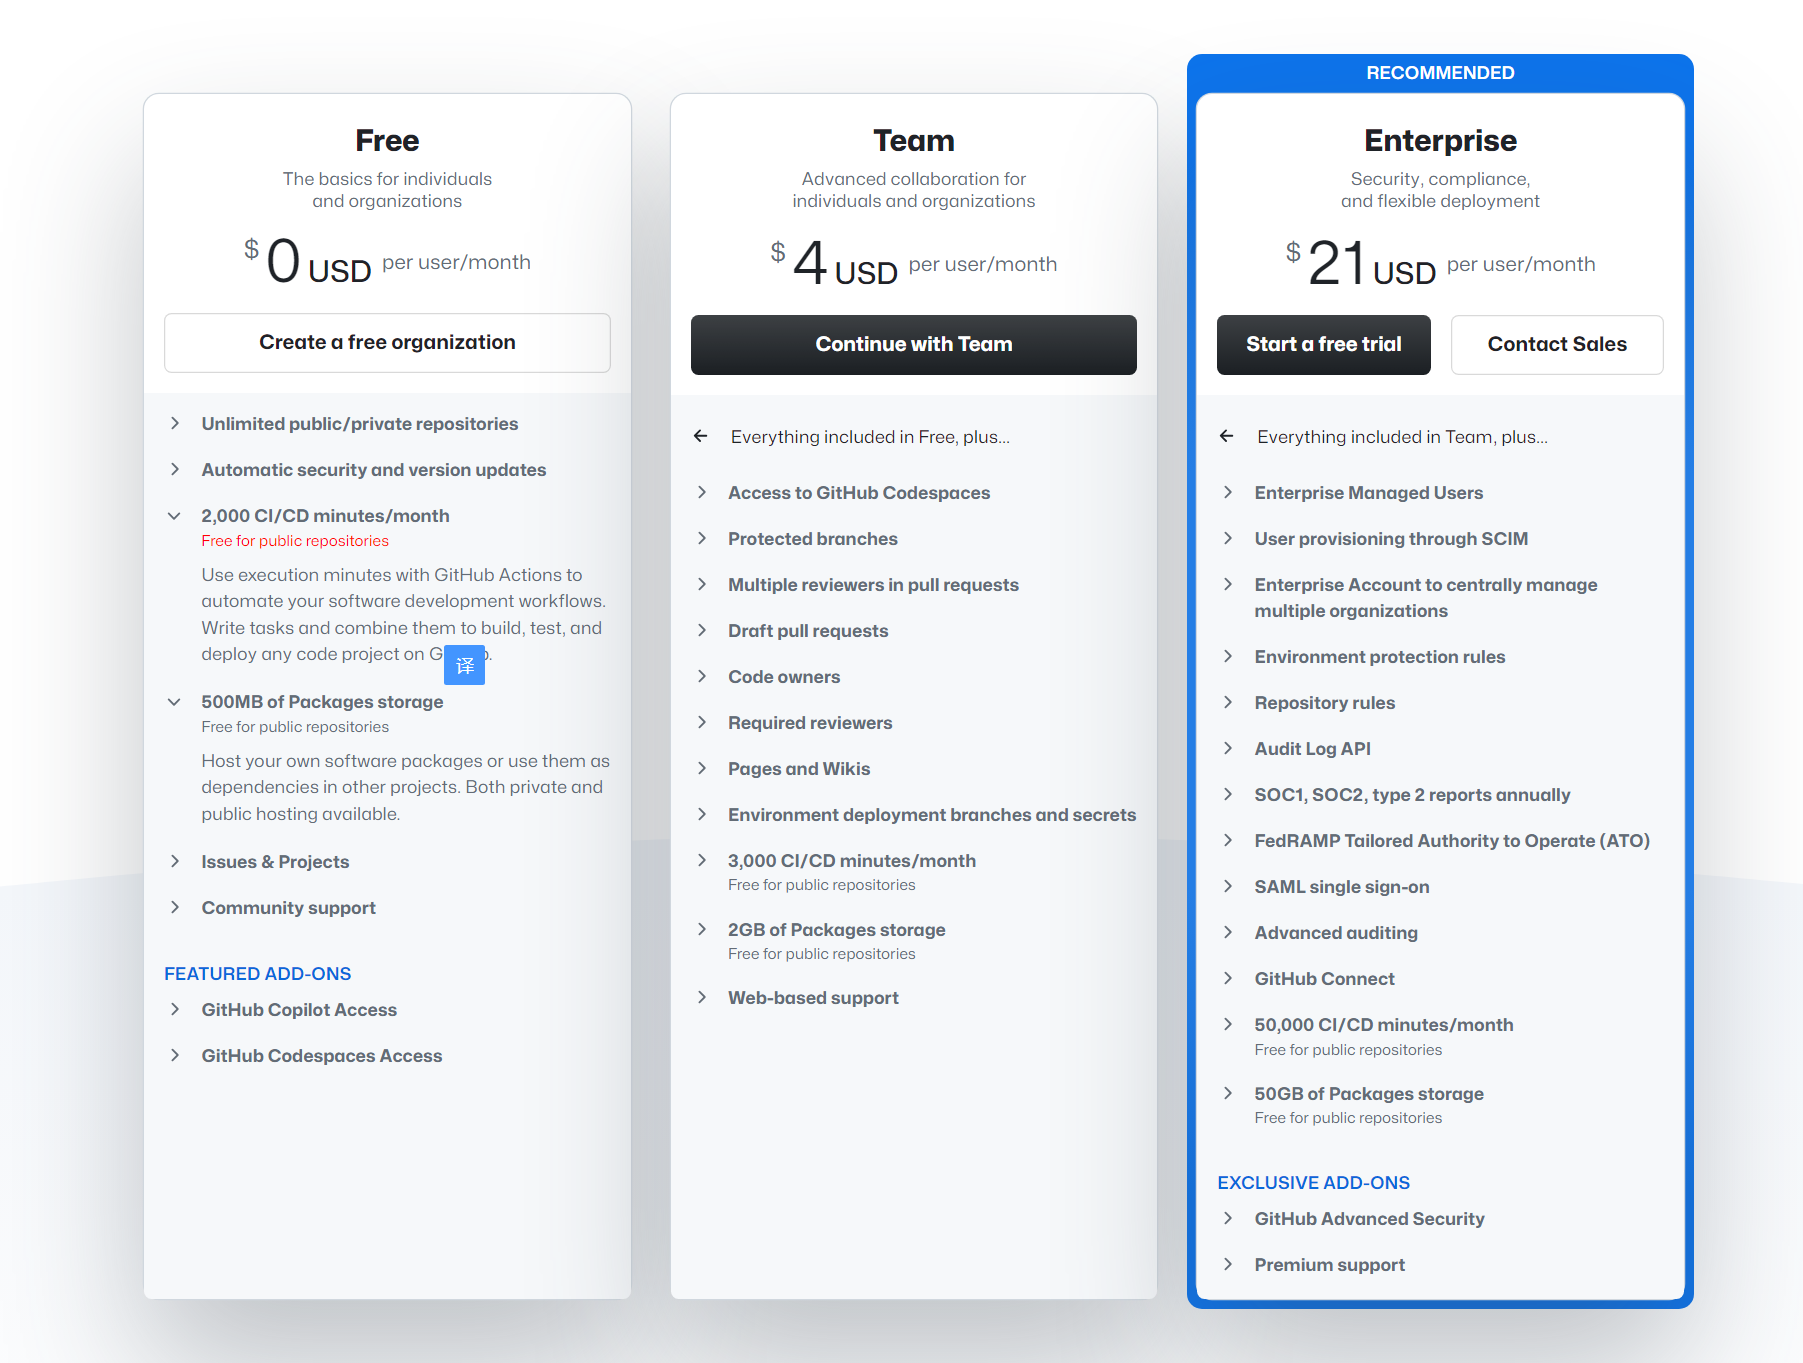 Free
The basics for individuals
and organizations
$ 0 USD per user/month
Create a free organization
Unlimited public/private repositories
Automatic security and version updates
2,000 CI/CD minutes/month
Free for public repositories
Use execution minutes with GitHub Actions to
automate your software development workflows.
Write tasks and combine them to build, test, and
deploy any code project on
译
500MB of Packages storage
Free for public repositories
Host your own software packages or use them as
dependencies in other projects. Both private and
public hosting available.
Issues & Projects
Community support
FEATURED ADD-ONS
GitHub Copilot Access
GitHub Codespaces Access
Team
Advanced collaboration for
individuals and organizations
$ 4 USD per user/month
Continue with Team
Everything included in Free, plus...
Access to GitHub Codespaces
Protected branches
Multiple reviewers in pull requests
Draft pull requests
Code owners
Required reviewers
Pages and Wikis
Environment deployment branches and secrets
3,000 CI/CD minutes/month
Free for public repositories
2GB of Packages storage
Free for public repositories
Web-based support
RECOMMENDED
Enterprise
Security, compliance,
and flexible deployment
$ 21 USD per user/month
Start a free trial
Contact Sales
Everything included in Team, plus...
Enterprise Managed Users
User provisioning through SCIM
Enterprise Account to centrally manage
multiple organizations
Environment protection rules
Repository rules
Audit Log API
SOC1, SOC2, type 2 reports annually
FedRAMP Tailored Authority to Operate (ATO)
SAML single sign-on
Advanced auditing
GitHub Connect
50,000 CI/CD minutes/month
Free for public repositories
50GB of Packages storage
Free for public repositories
EXCLUSIVE ADD-ONS
GitHub Advanced Security
Premium support